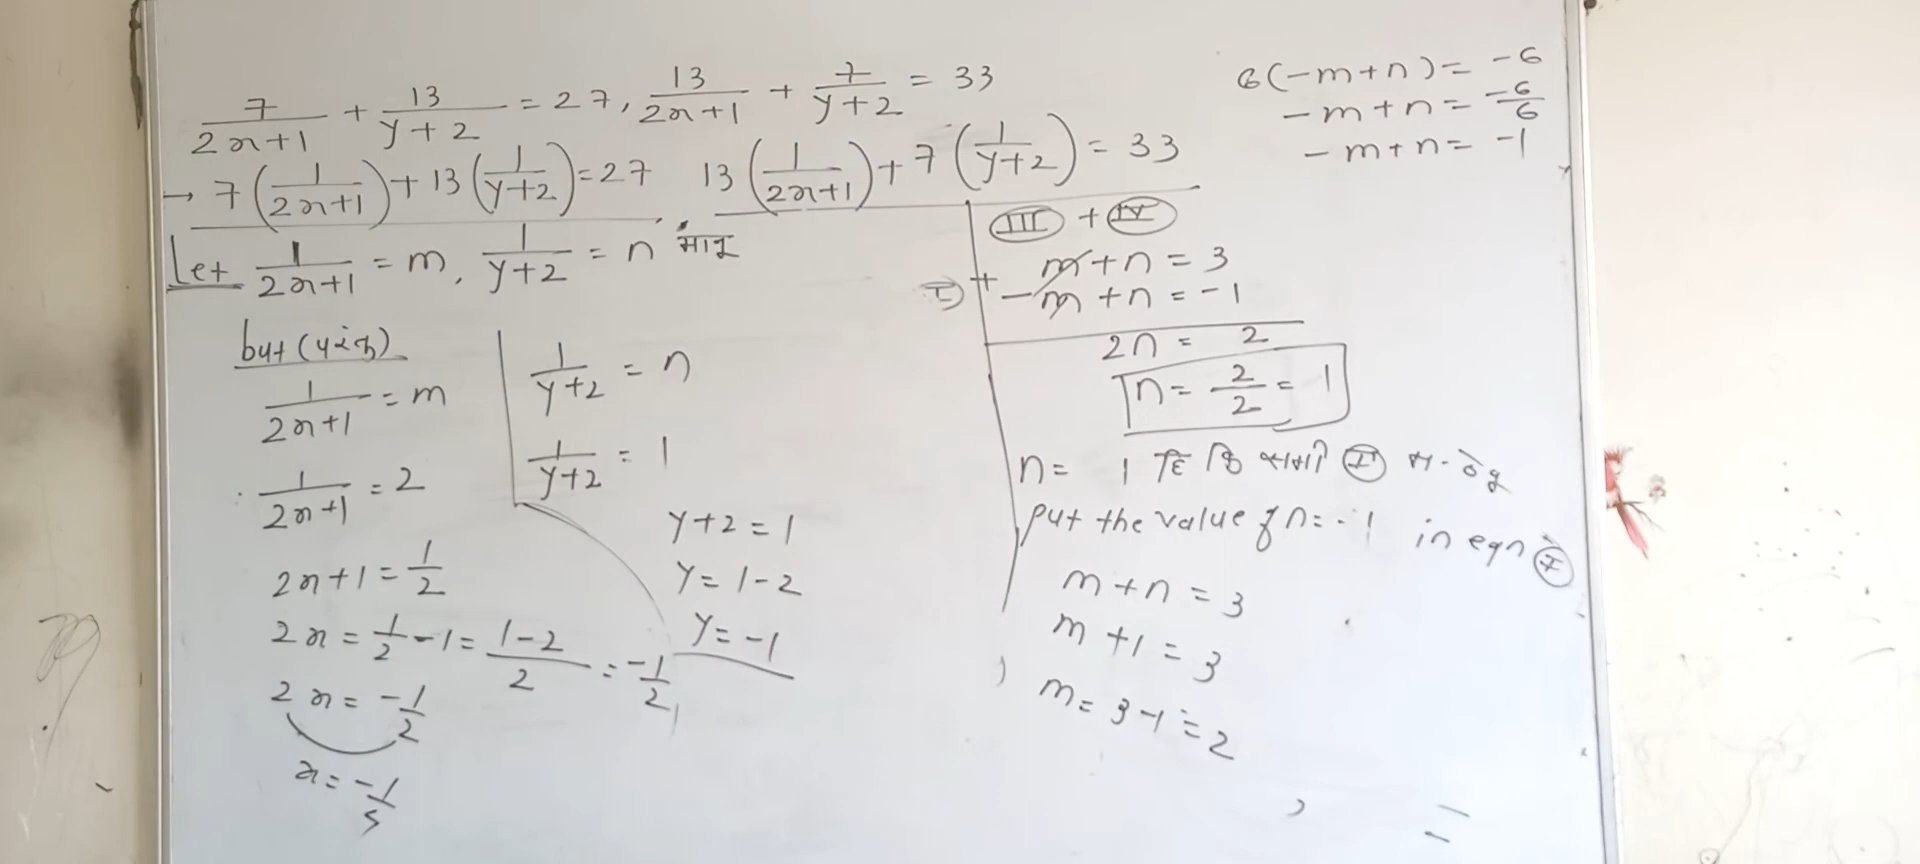 7/(2x+1) + 13/(y+2) = 27, 13/(2x+1) + 7/(y+2) = 33
→ 7(1/(2x+1)) + 13(1/(y+2)) = 27 13(1/(2x+1)) + 7(1/(y+2)) = 33
Let 1/(2x+1) = m, 1/(y+2) = n मानू
but (परंतु)
1/(2x+1) = m
1/(2x+1) = 2
2x+1 = 1/2
2x = 1/2 - 1 = (1-2)/2 = -1/2
2x = -1/2
x = -1/
1/(y+2) = n
1/(y+2) = 1
y+2 = 1
y = 1-2
y = -1
6(-m+n) = -6
-m+n = -6/6
-m+n = -1
III + IV
m+n = 3
+ -m+n = -1
2n = 2
n = 2/2 = 1
n = 1
put the value of n = 1 in eqn
m+n = 3
m+1 = 3
m = 3-1 = 2